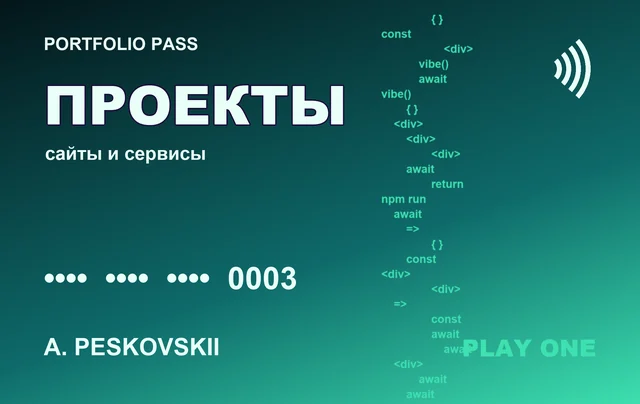 PORTFOLIO PASS
ПРОЕКТЫ
сайты и сервисы
•••• •••• •••• 0003
A. PESKOVSKII
{ }
const
<div>
vibe()
await
vibe()
{ }
<div>
<div>
<div>
await
return
npm run
await
=>
{ }
const
<div>
<div>
=>
const
await
await
<div>
await
await
PLAY ONE